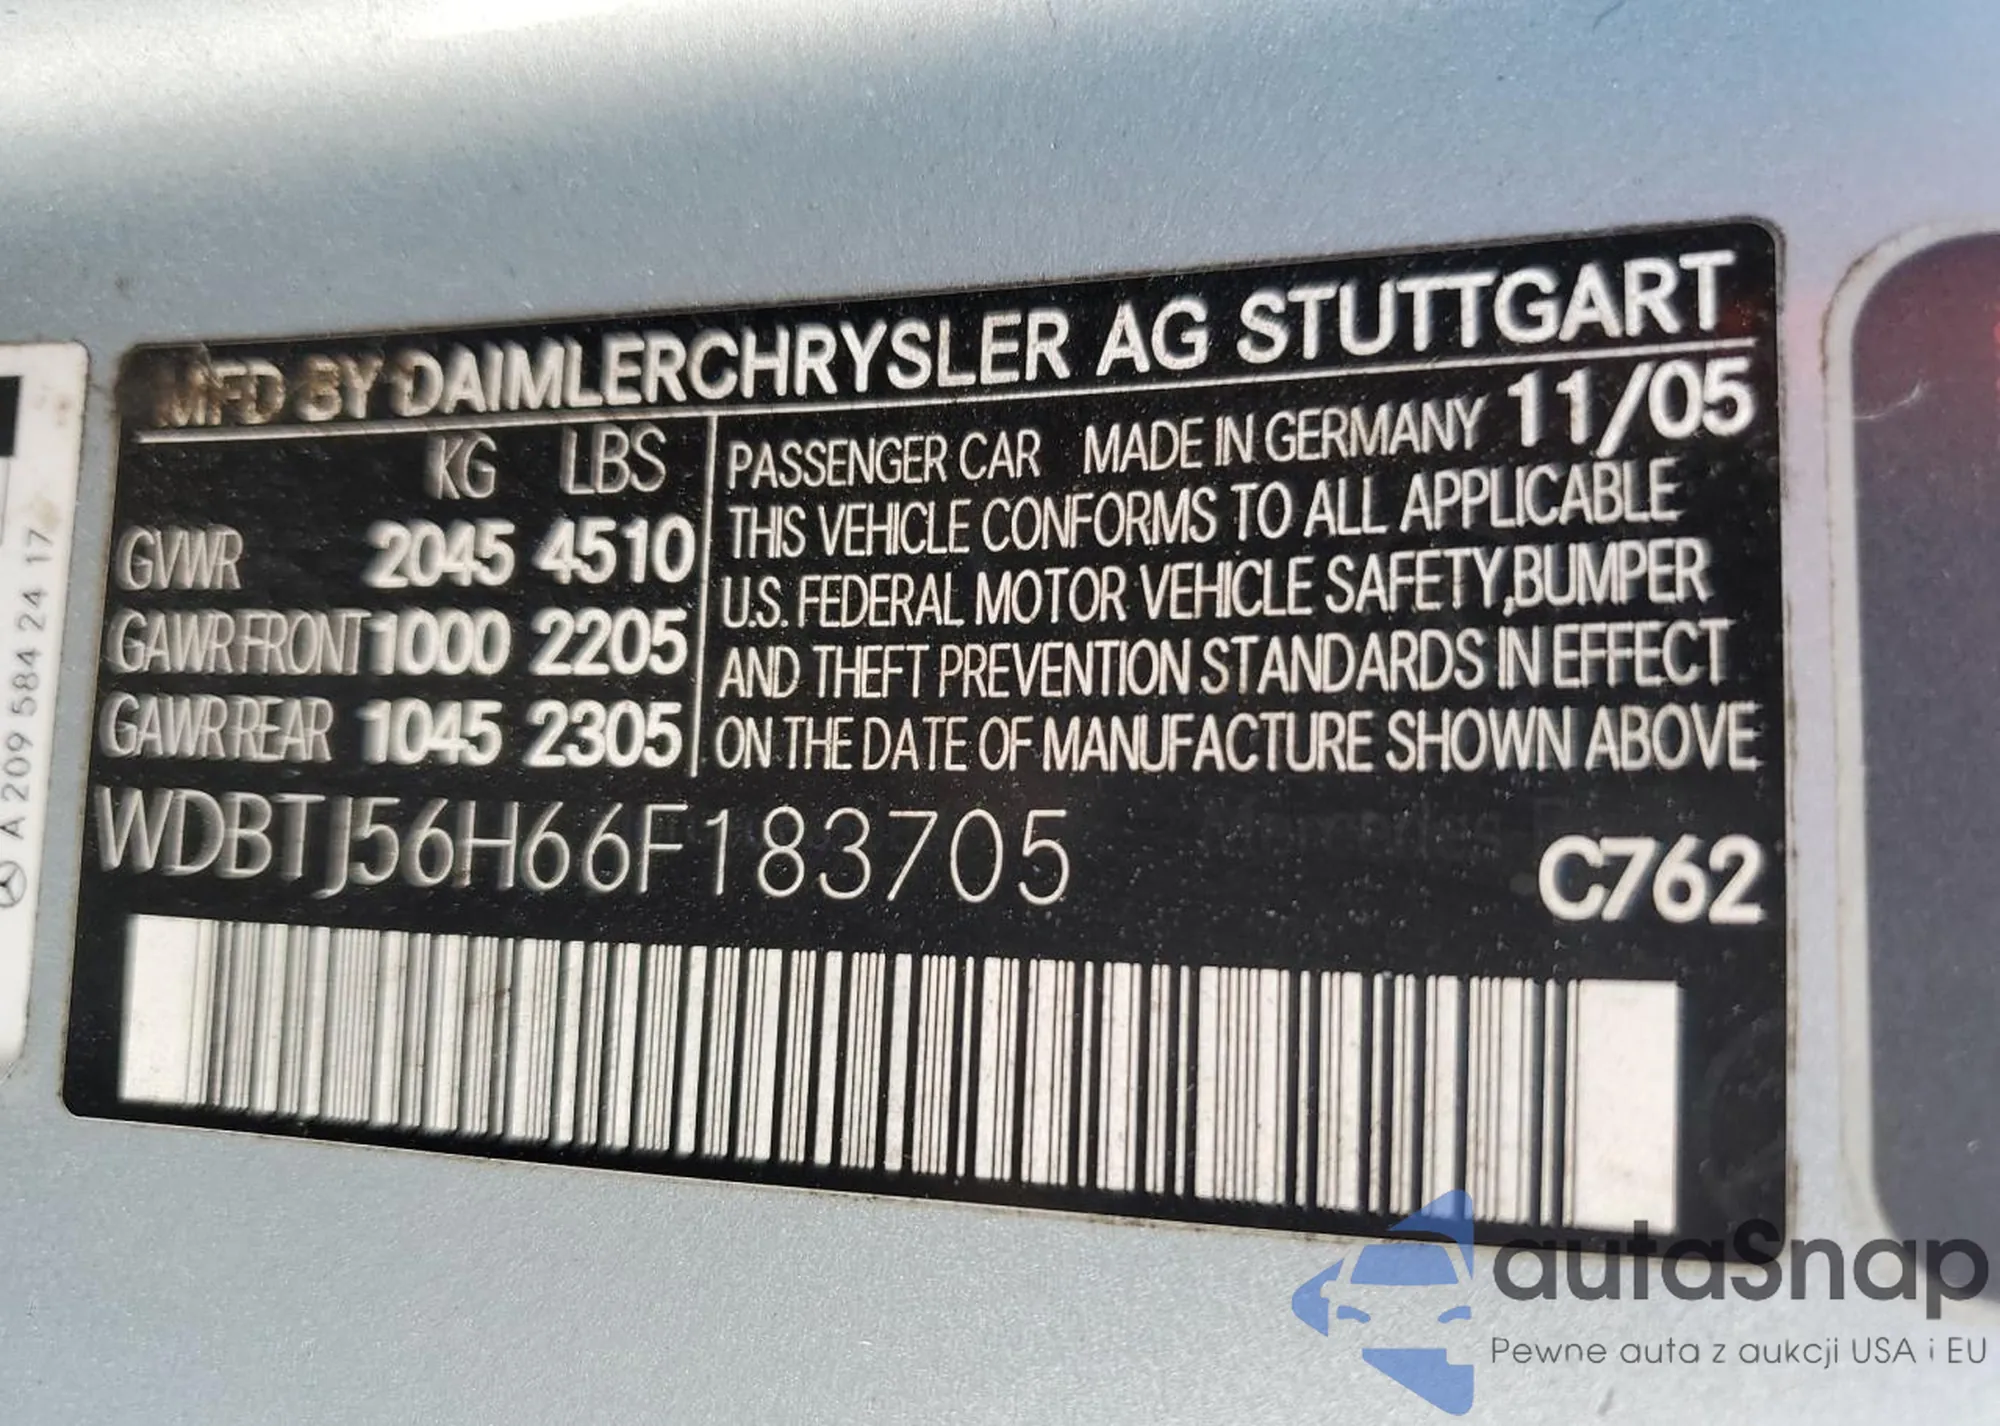 MFD BY DAIMLERCHRYSLER AG STUTTGART
KG LBS
GVWR 2045 4510
GAWR FRONT 1000 2205
GAWR REAR 1045 2305
PASSENGER CAR MADE IN GERMANY 11/05
THIS VEHICLE CONFORMS TO ALL APPLICABLE
U.S. FEDERAL MOTOR VEHICLE SAFETY, BUMPER
AND THEFT PREVENTION STANDARDS IN EFFECT
ON THE DATE OF MANUFACTURE SHOWN ABOVE
WDBTJ56H66F183705
C762
A 209 584 24 17
autaSnap
Pewne auta z aukcji USA i EU